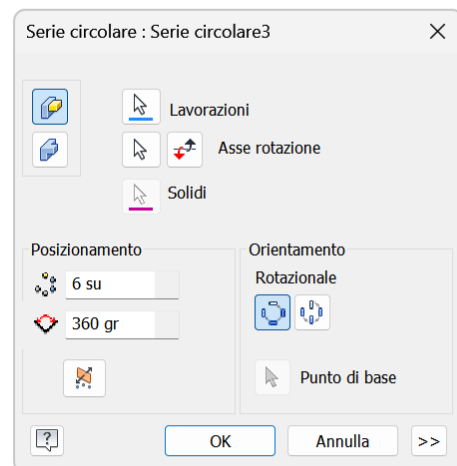 Serie circolare : Serie circolare3
Lavorazioni
Asse rotazione
Solidi
Posizionamento
6 su
360 gr
Orientamento
Rotazionale
Punto di base
?
OK
Annulla
>>